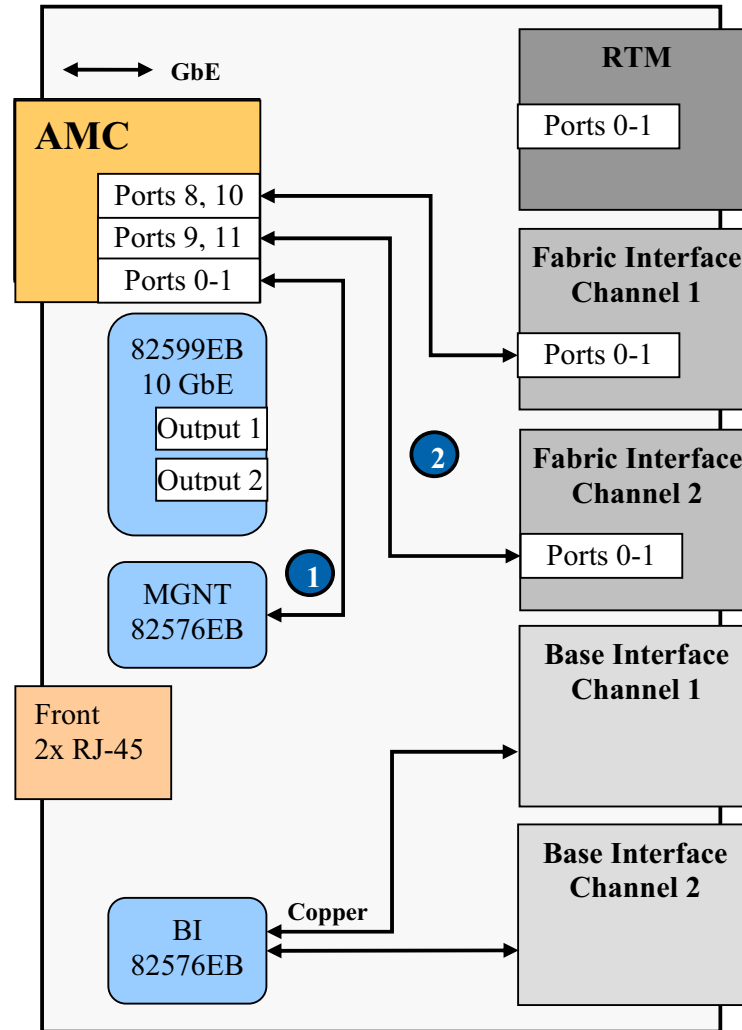 GbE
RTM
Ports 0-1
AMC
Ports 8, 10
Ports 9, 11
Ports 0-1
Fabric Interface
Channel 1
Ports 0-1
82599EB
10 GbE
Output 1
Output 2
2
Fabric Interface
Channel 2
Ports 0-1
1
MGNT
82576EB
Base Interface
Channel 1
Front
2x RJ-45
Base Interface
Channel 2
Copper
BI
82576EB